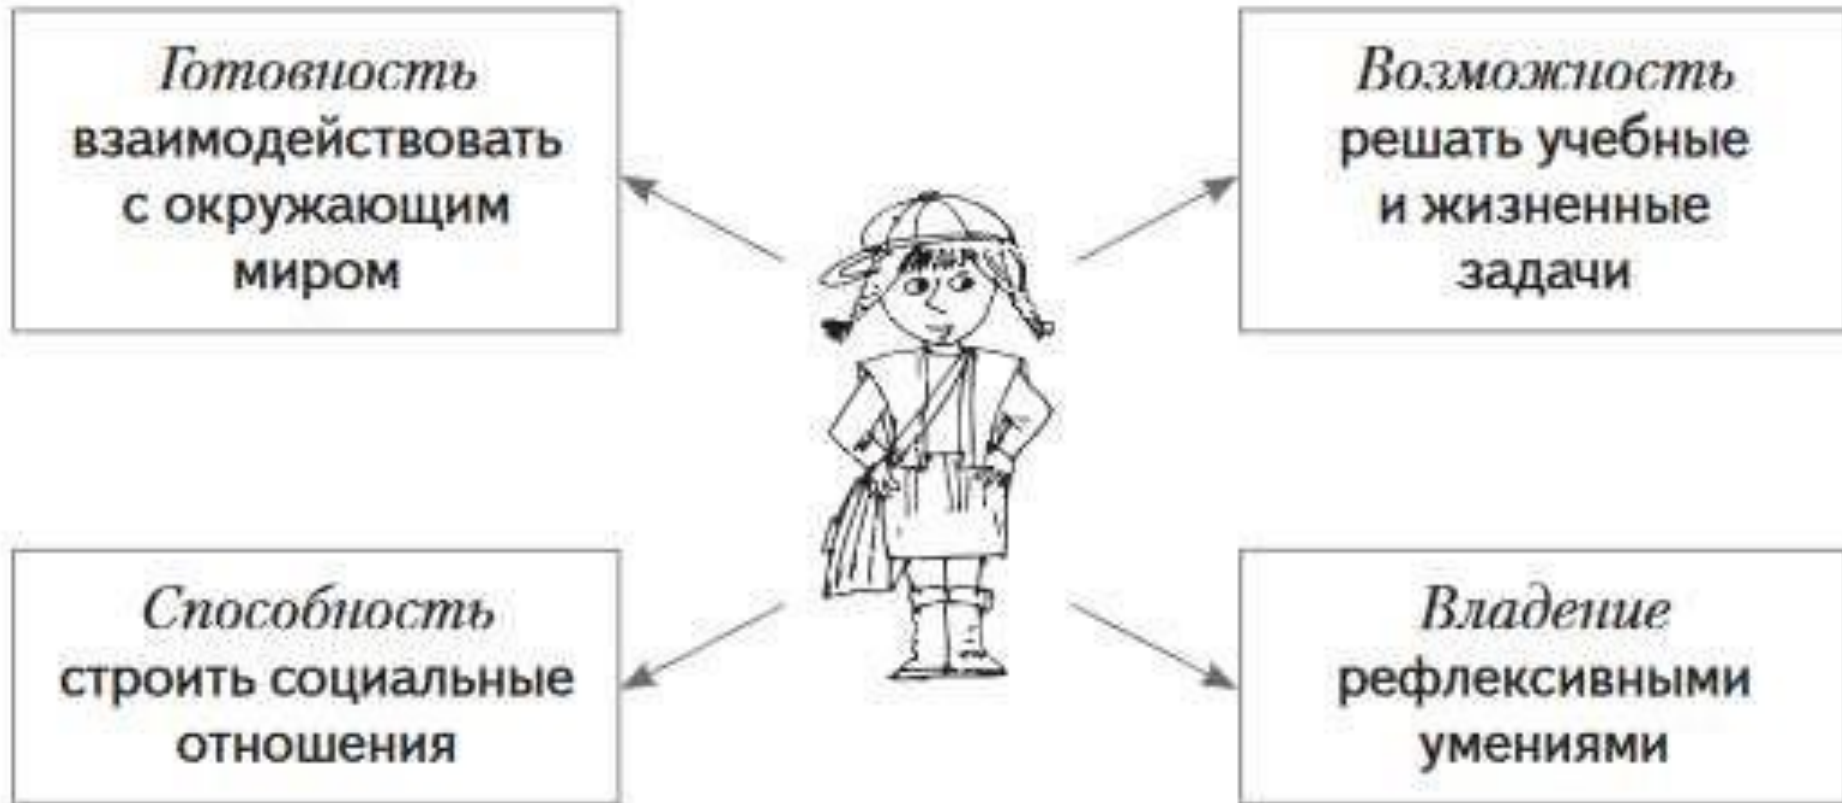 Готовность
взаимодействовать
с окружающим
миром
Возможность
решать учебные
и жизненные
задачи
Способность
строить социальные
отношения
Владение
рефлексивными
умениями